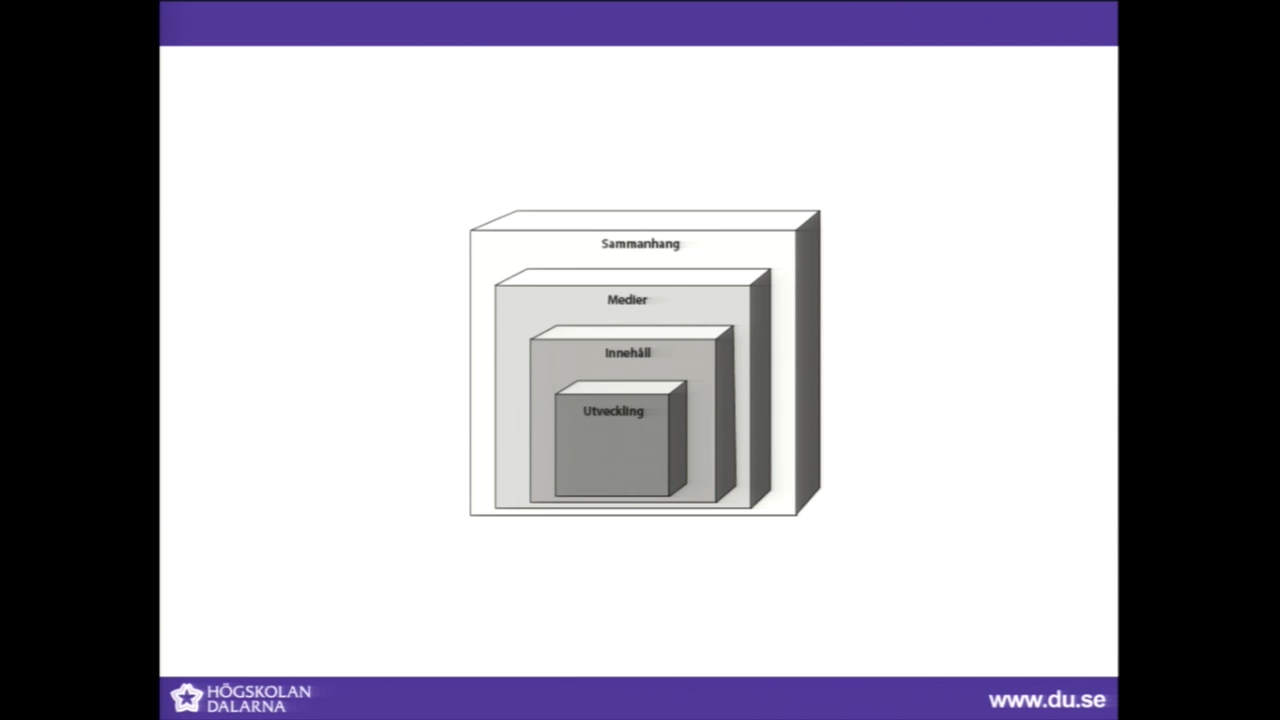 Sammanhang
Medier
Innehåll
Utveckling
HÖGSKOLAN
DALARNA
www.du.se